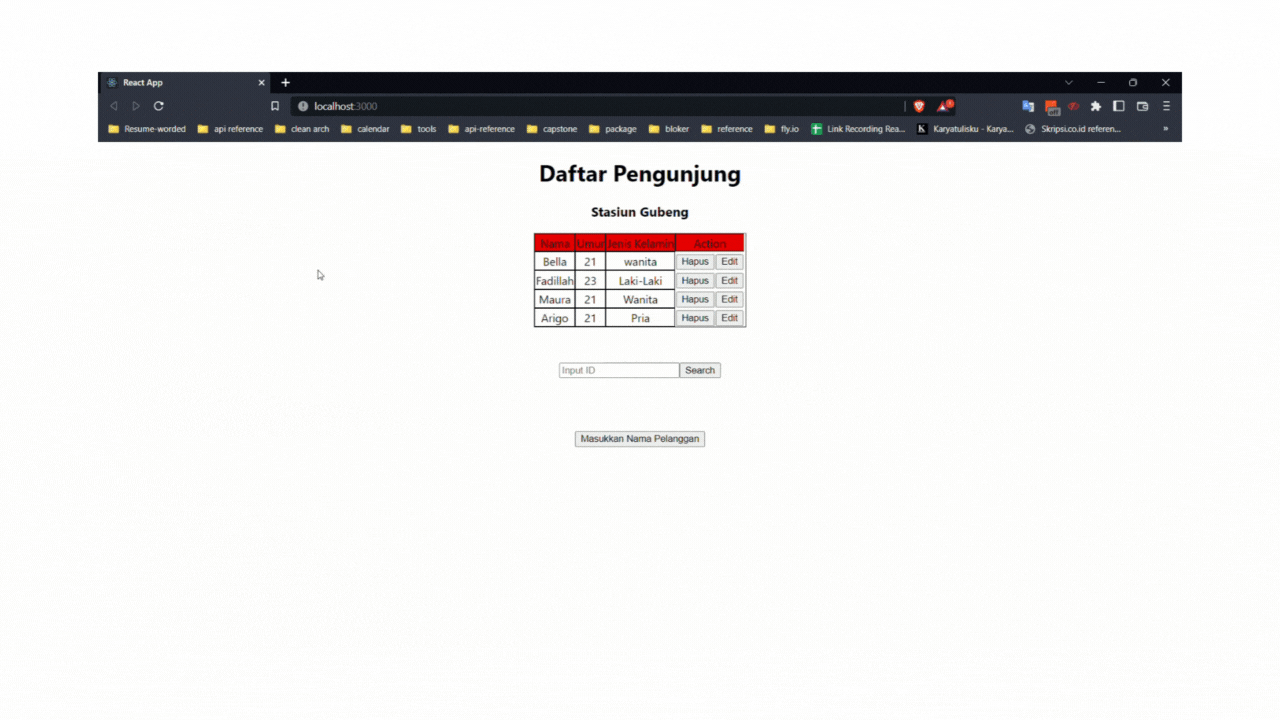 React App
localhost:3000
Resume-worded api reference clean arch calendar tools api-reference capstone package bloker reference fly.io Link Recording Rea... Karyatulisku - Karya... Skripsi.co.id referen... »
Daftar Pengunjung
Stasiun Gubeng
Nama Umur Jenis Kelamin Action
Bella 21 wanita Hapus Edit
Fadillah 23 Laki-Laki Hapus Edit
Maura 21 Wanita Hapus Edit
Arigo 21 Pria Hapus Edit
Input ID Search
Masukkan Nama Pelanggan